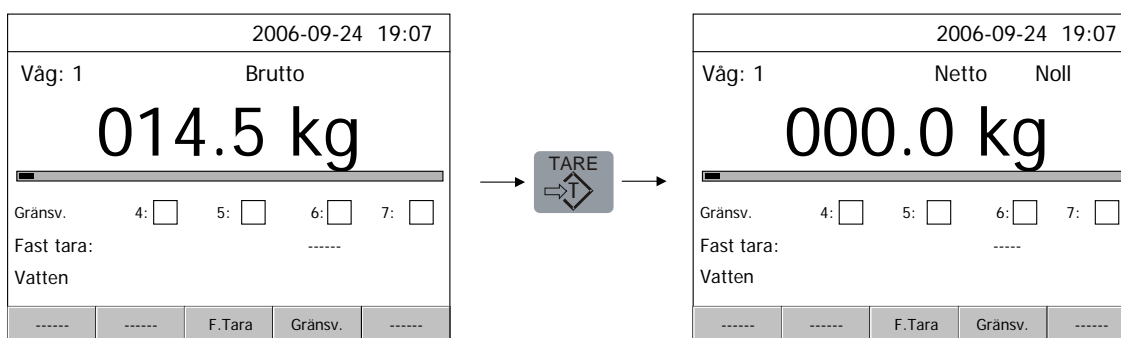 2006-09-24 19:07
Våg: 1 Brutto
014.5 kg
Gränsv. 4: 5: 6: 7:
Fast tara: ------
Vatten
------ ------ F.Tara Gränsv. ------
TARE
T
2006-09-24 19:07
Våg: 1 Netto Noll
000.0 kg
Gränsv. 4: 5: 6: 7:
Fast tara: -----
Vatten
------ ------ F.Tara Gränsv. ------